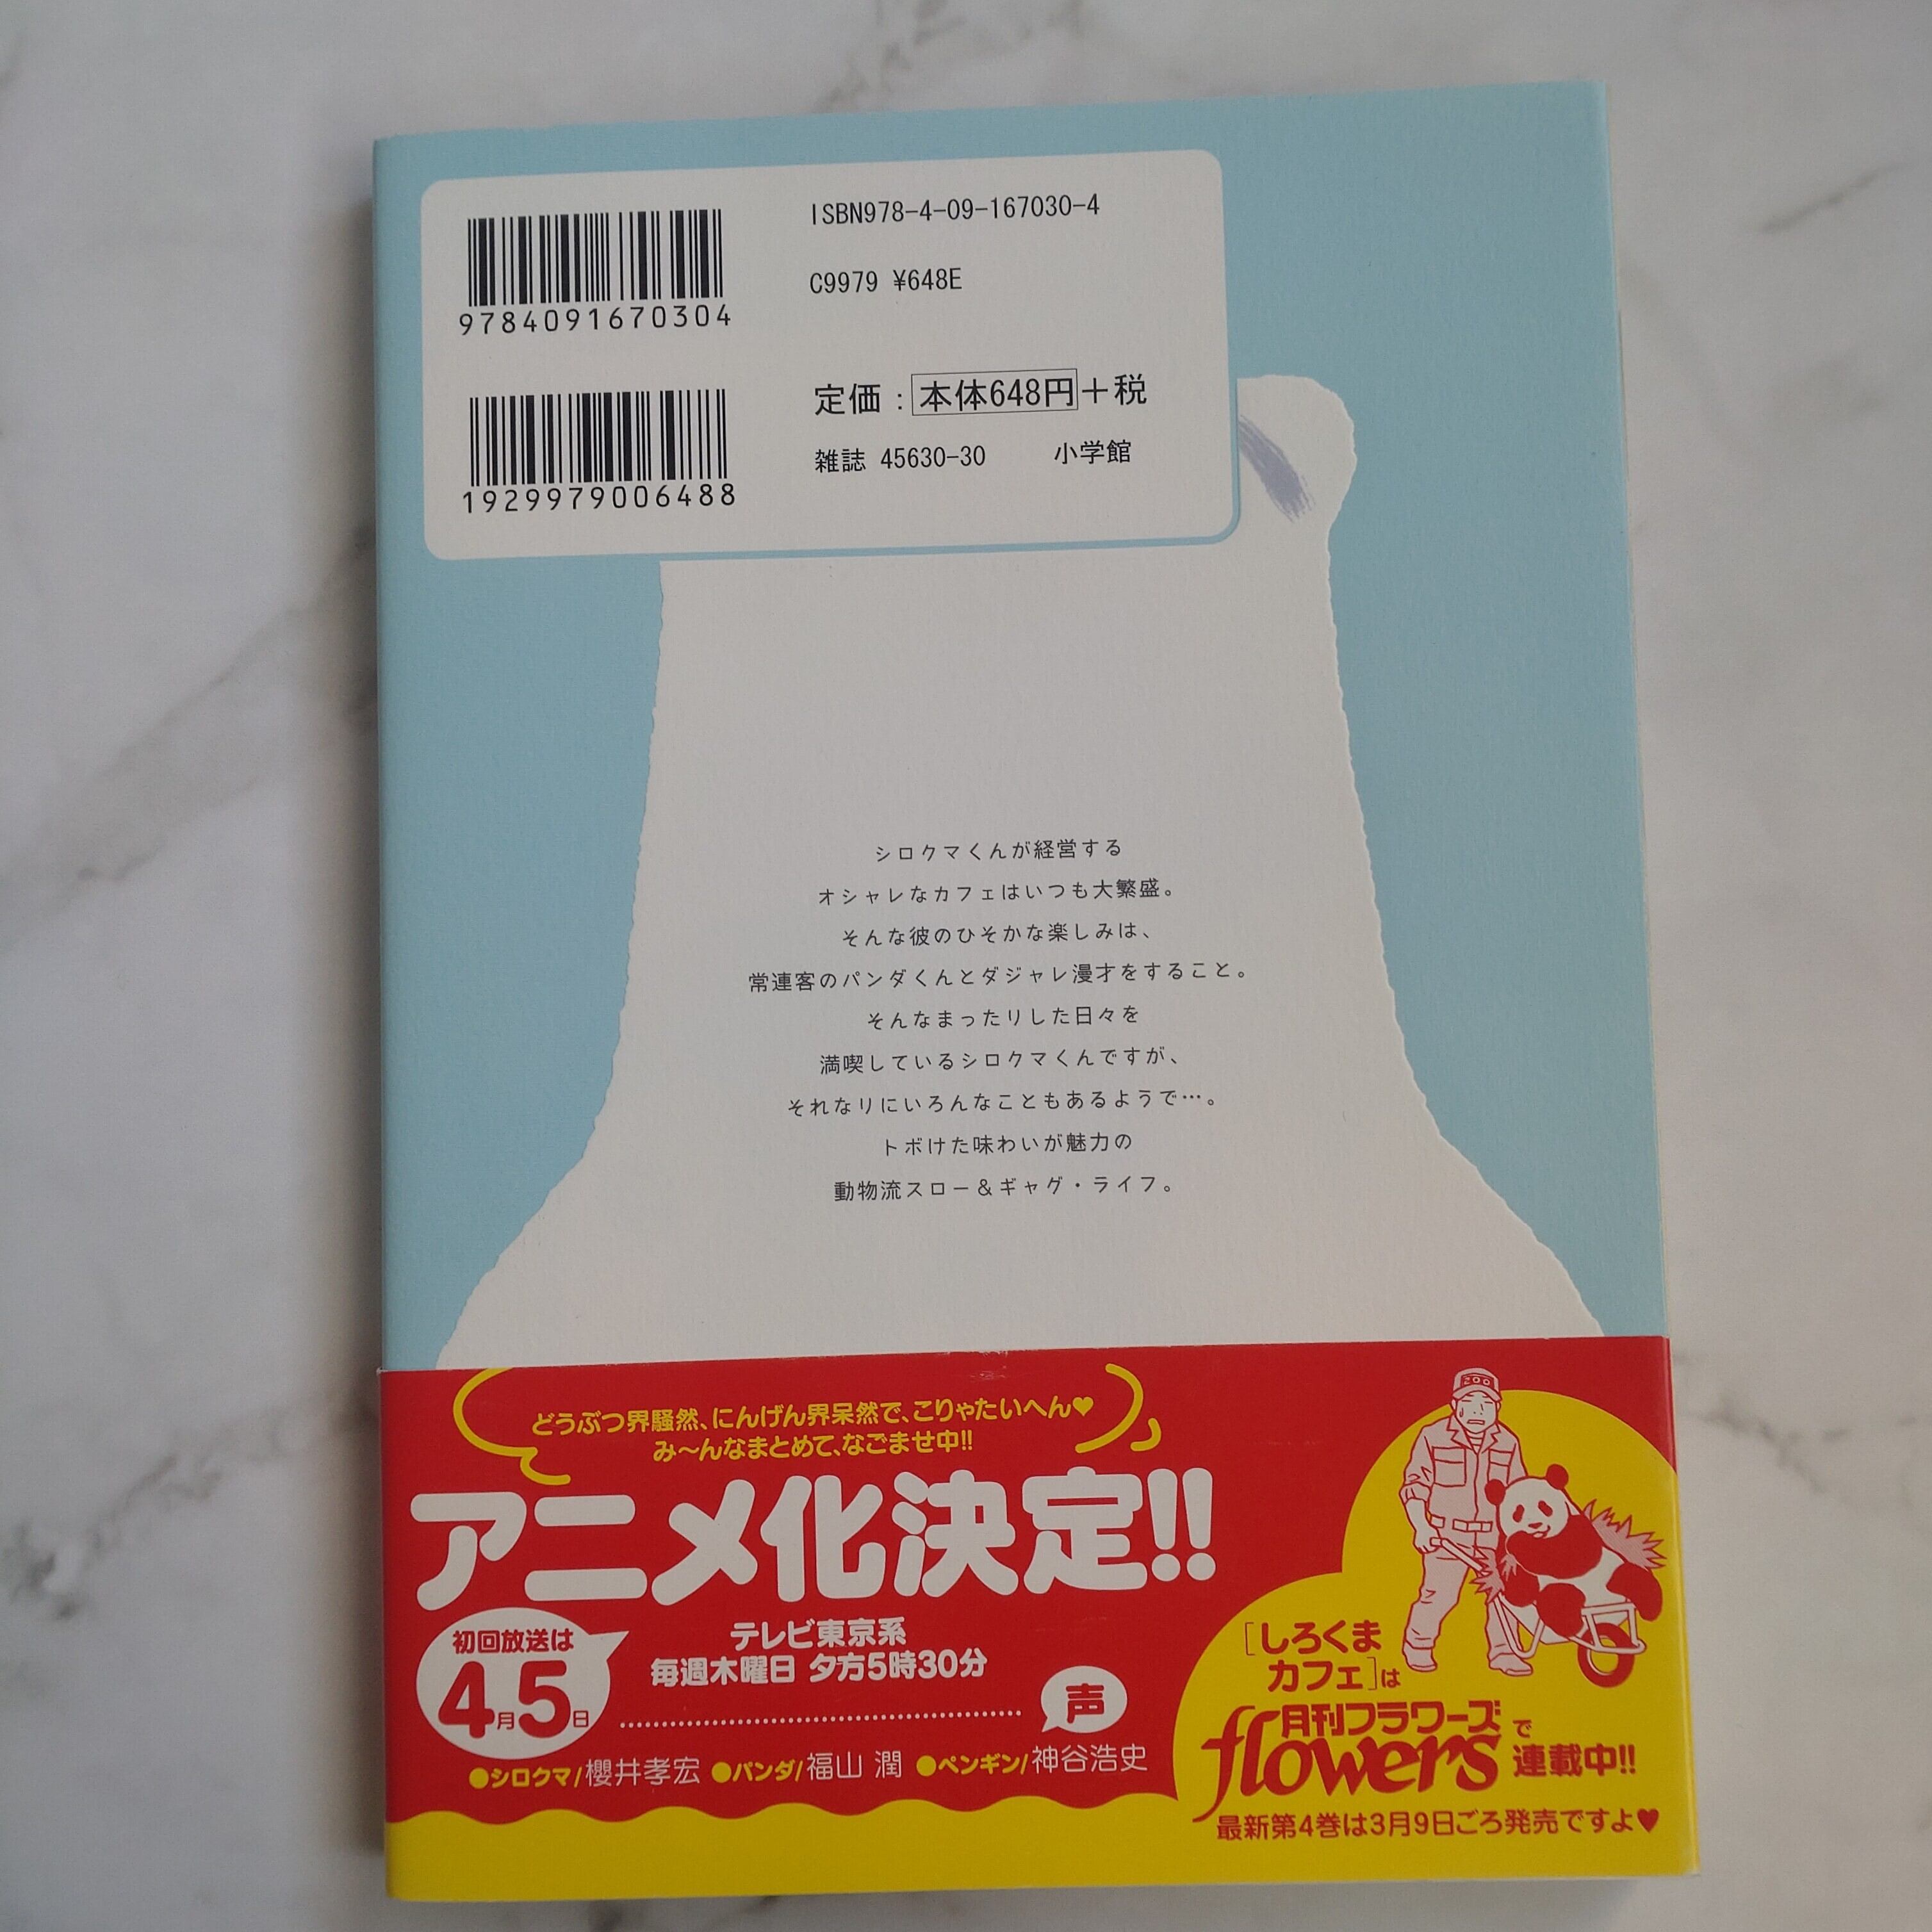 ISBN978-4-09-167030-4
9784091670304
C9979 ¥648E
定価：本体648円+税
1929979006488
雑誌 45630-30　小学館
シロクマくんが経営する
オシャレなカフェはいつも大繁盛。
そんな彼のひそかな楽しみは、
常連客のパンダくんとダジャレ漫才をすること。
そんなまったりした日々を
満喫しているシロクマくんですが、
それなりにいろんなこともあるようで…。
トボけた味わいが魅力の
動物流スロー＆ギャグ・ライフ。
どうぶつ界騒然、にんげん界呆然で、こりゃたいへん♥
み〜んなまとめて、なごませ中!!
アニメ化決定!!
初回放送は
4月5日
テレビ東京系
毎週木曜日 夕方5時30分
声
●シロクマ/櫻井孝宏 ●パンダ/福山 潤 ●ペンギン/神谷浩史
ZOO
［しろくま
カフェ］は
月刊フラワーズ
flowersで
連載中!!
最新第4巻は3月9日ごろ発売ですよ♥